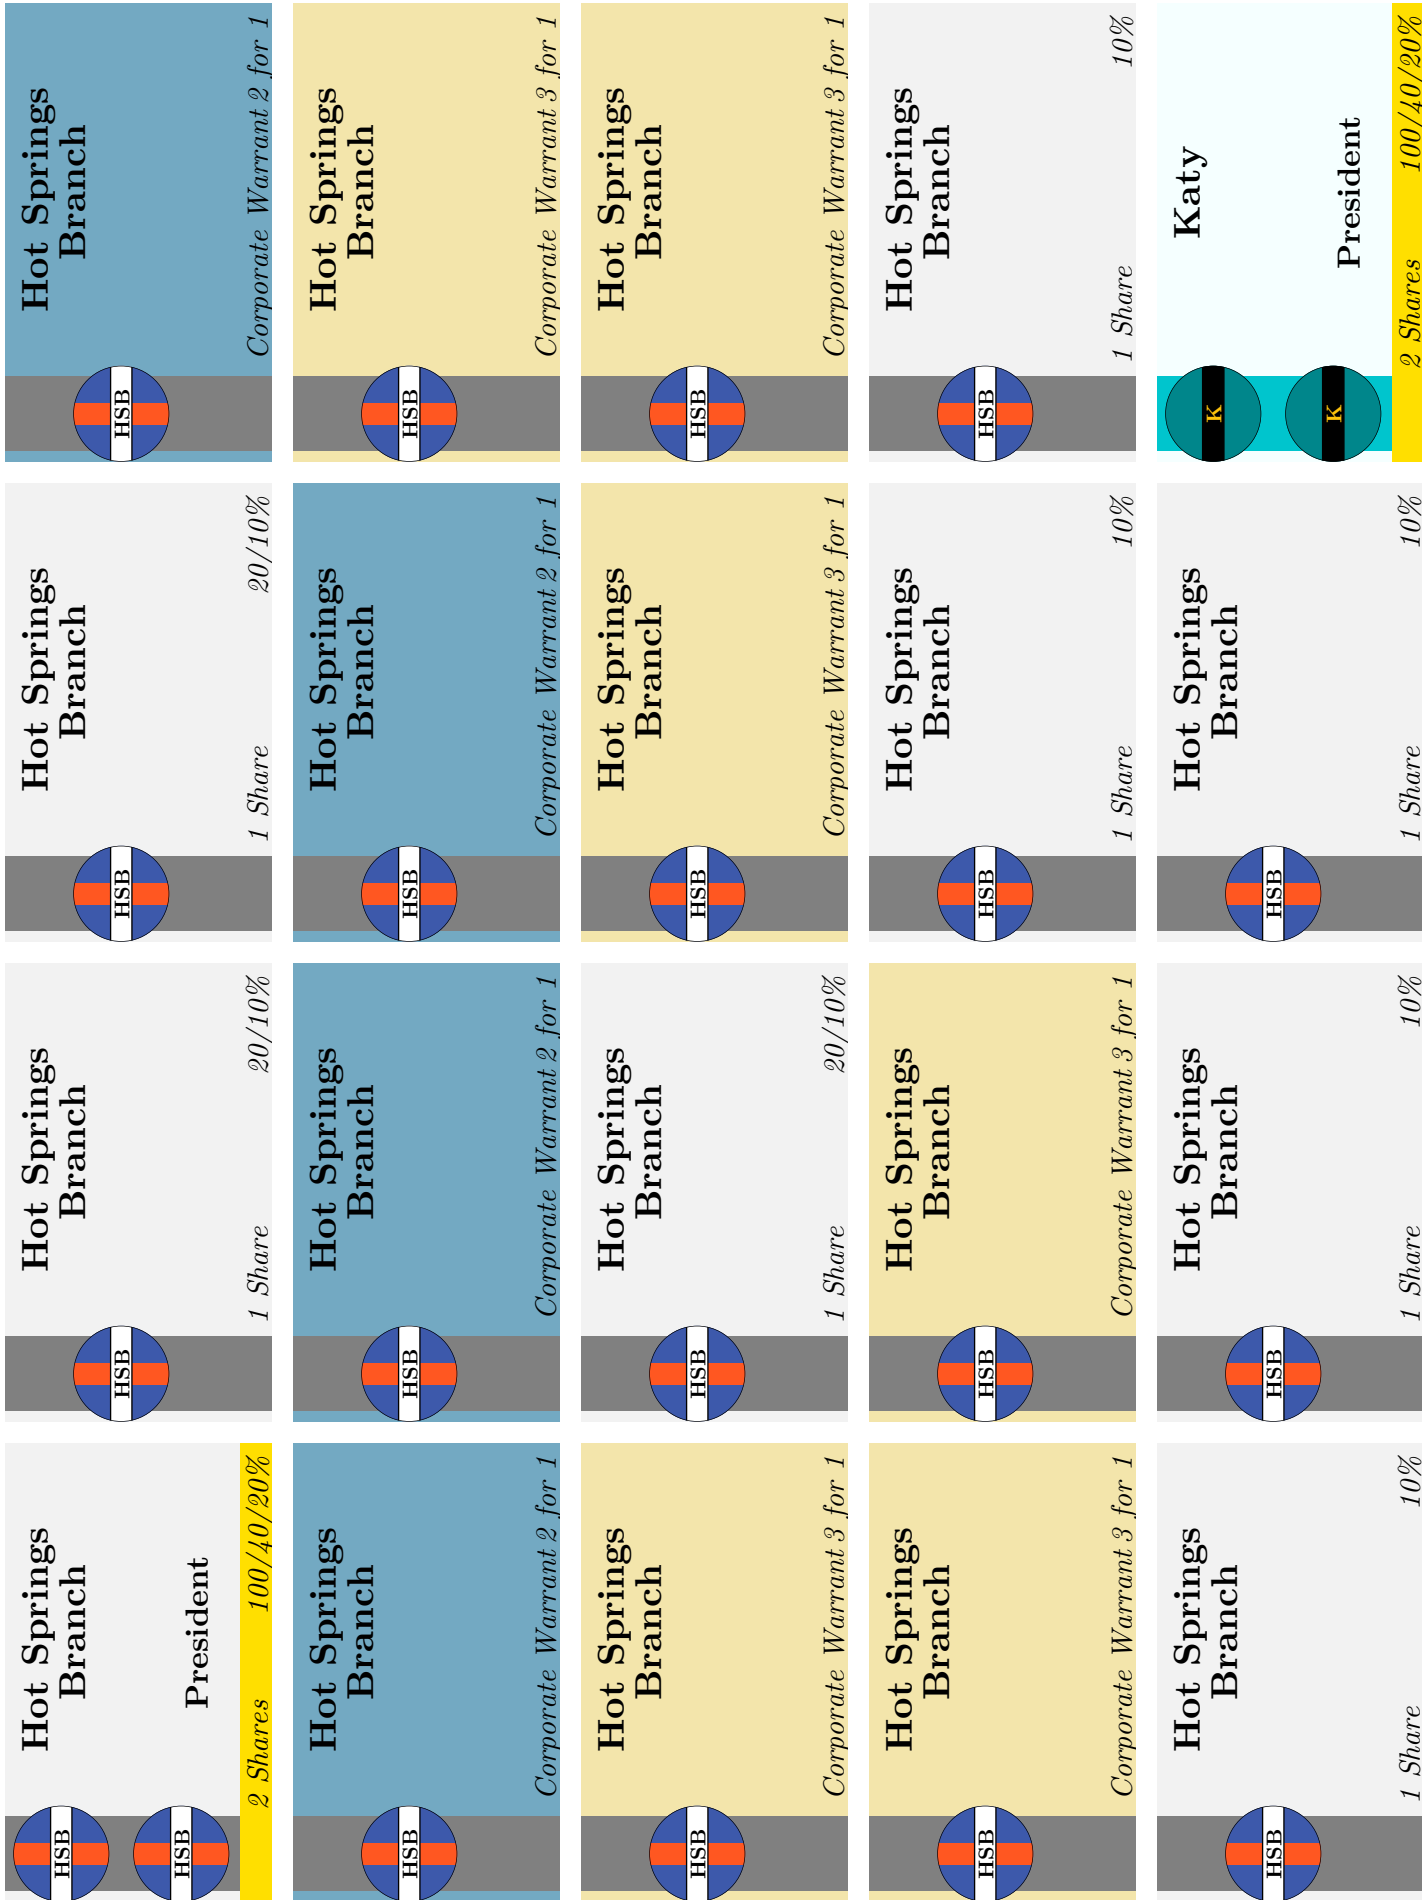 Hot Springs
Branch
HSB
HSB
President
2 Shares 100/40/20%
Hot Springs
Branch
HSB
1 Share 20/10%
Hot Springs
Branch
HSB
1 Share 20/10%
Hot Springs
Branch
HSB
Corporate Warrant 2 for 1
Hot Springs
Branch
HSB
Corporate Warrant 2 for 1
Hot Springs
Branch
HSB
Corporate Warrant 2 for 1
Hot Springs
Branch
HSB
Corporate Warrant 2 for 1
Hot Springs
Branch
HSB
Corporate Warrant 3 for 1
Hot Springs
Branch
HSB
Corporate Warrant 3 for 1
Hot Springs
Branch
HSB
1 Share 20/10%
Hot Springs
Branch
HSB
Corporate Warrant 3 for 1
Hot Springs
Branch
HSB
Corporate Warrant 3 for 1
Hot Springs
Branch
HSB
Corporate Warrant 3 for 1
Hot Springs
Branch
HSB
Corporate Warrant 3 for 1
Hot Springs
Branch
HSB
1 Share 10%
Hot Springs
Branch
HSB
1 Share 10%
Hot Springs
Branch
HSB
1 Share 10%
Hot Springs
Branch
HSB
1 Share 10%
Hot Springs
Branch
HSB
1 Share 10%
Katy
K
K
President
2 Shares 100/40/20%